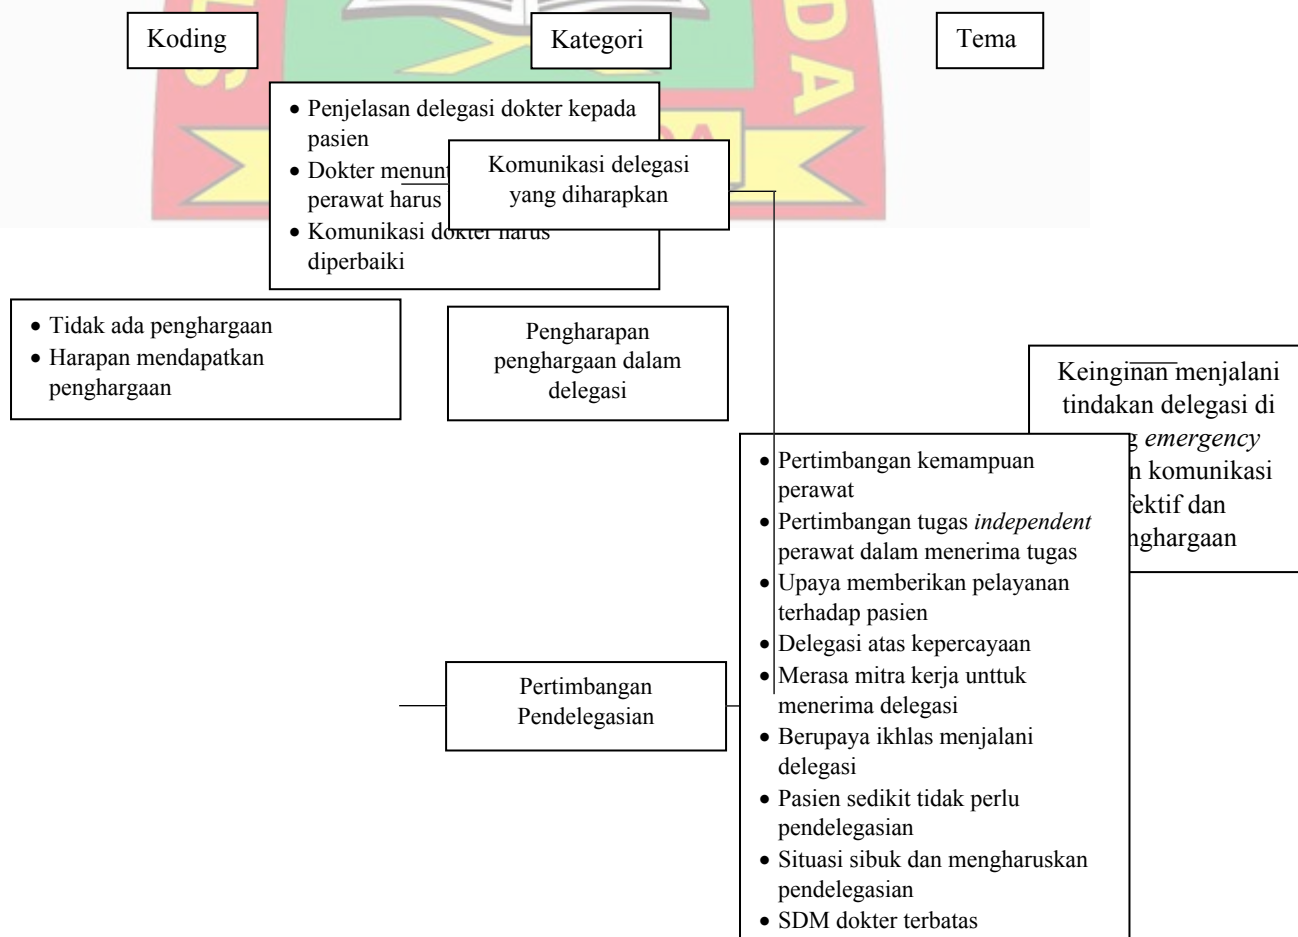 Koding
Kategori
Tema
• Penjelasan delegasi dokter kepada
pasien
• Dokter
perawat harus
• Komunikasi dokter harus
diperbaiki
Komunikasi delegasi
yang diharapkan
• Tidak ada penghargaan
• Harapan mendapatkan
penghargaan
Pengharapan
penghargaan dalam
delegasi
Keinginan menjalani
tindakan delegasi di
emergency
komunikasi
dan
• Pertimbangan kemampuan
perawat
• Pertimbangan tugas independent
perawat dalam menerima tugas
• Upaya memberikan pelayanan
terhadap pasien
• Delegasi atas kepercayaan
• Merasa mitra kerja unttuk
menerima delegasi
• Berupaya ikhlas menjalani
delegasi
• Pasien sedikit tidak perlu
pendelegasian
• Situasi sibuk dan mengharuskan
pendelegasian
• SDM dokter terbatas
Pertimbangan
Pendelegasian